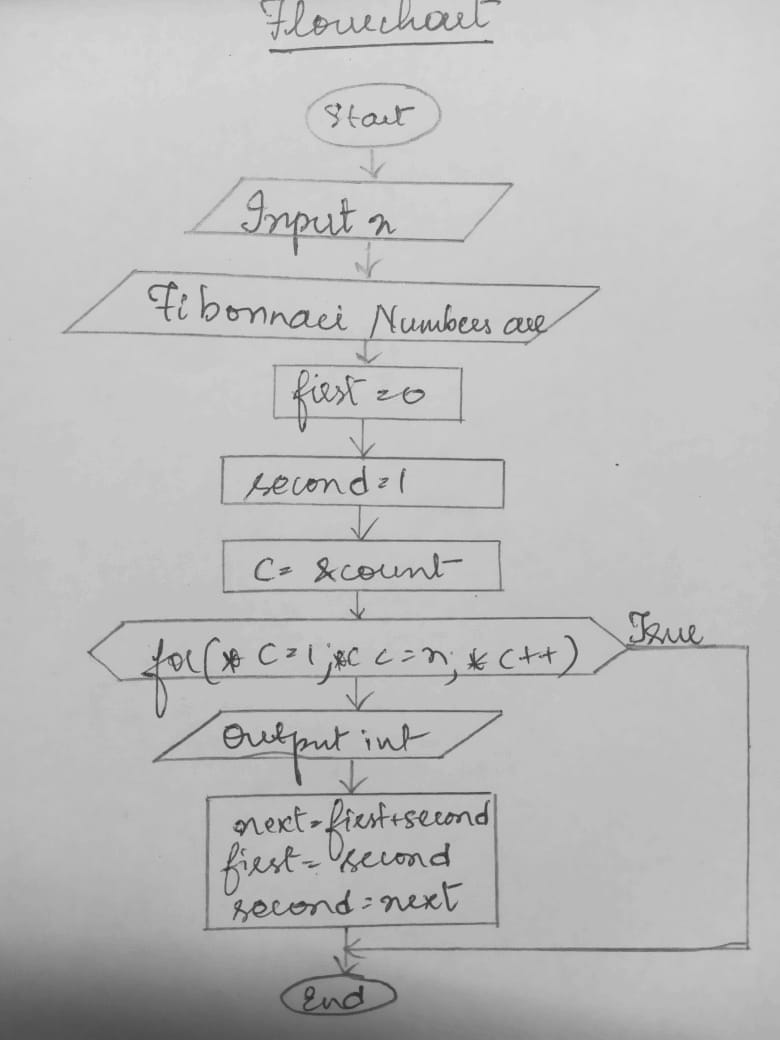 Flowchart
Start
Input n
Fibonnaci Numbers are
first = 0
second = 1
C = &count
for(* C=1; *C <=n; * C++)
True
Output int
next = first+second
first = second
second = next
End